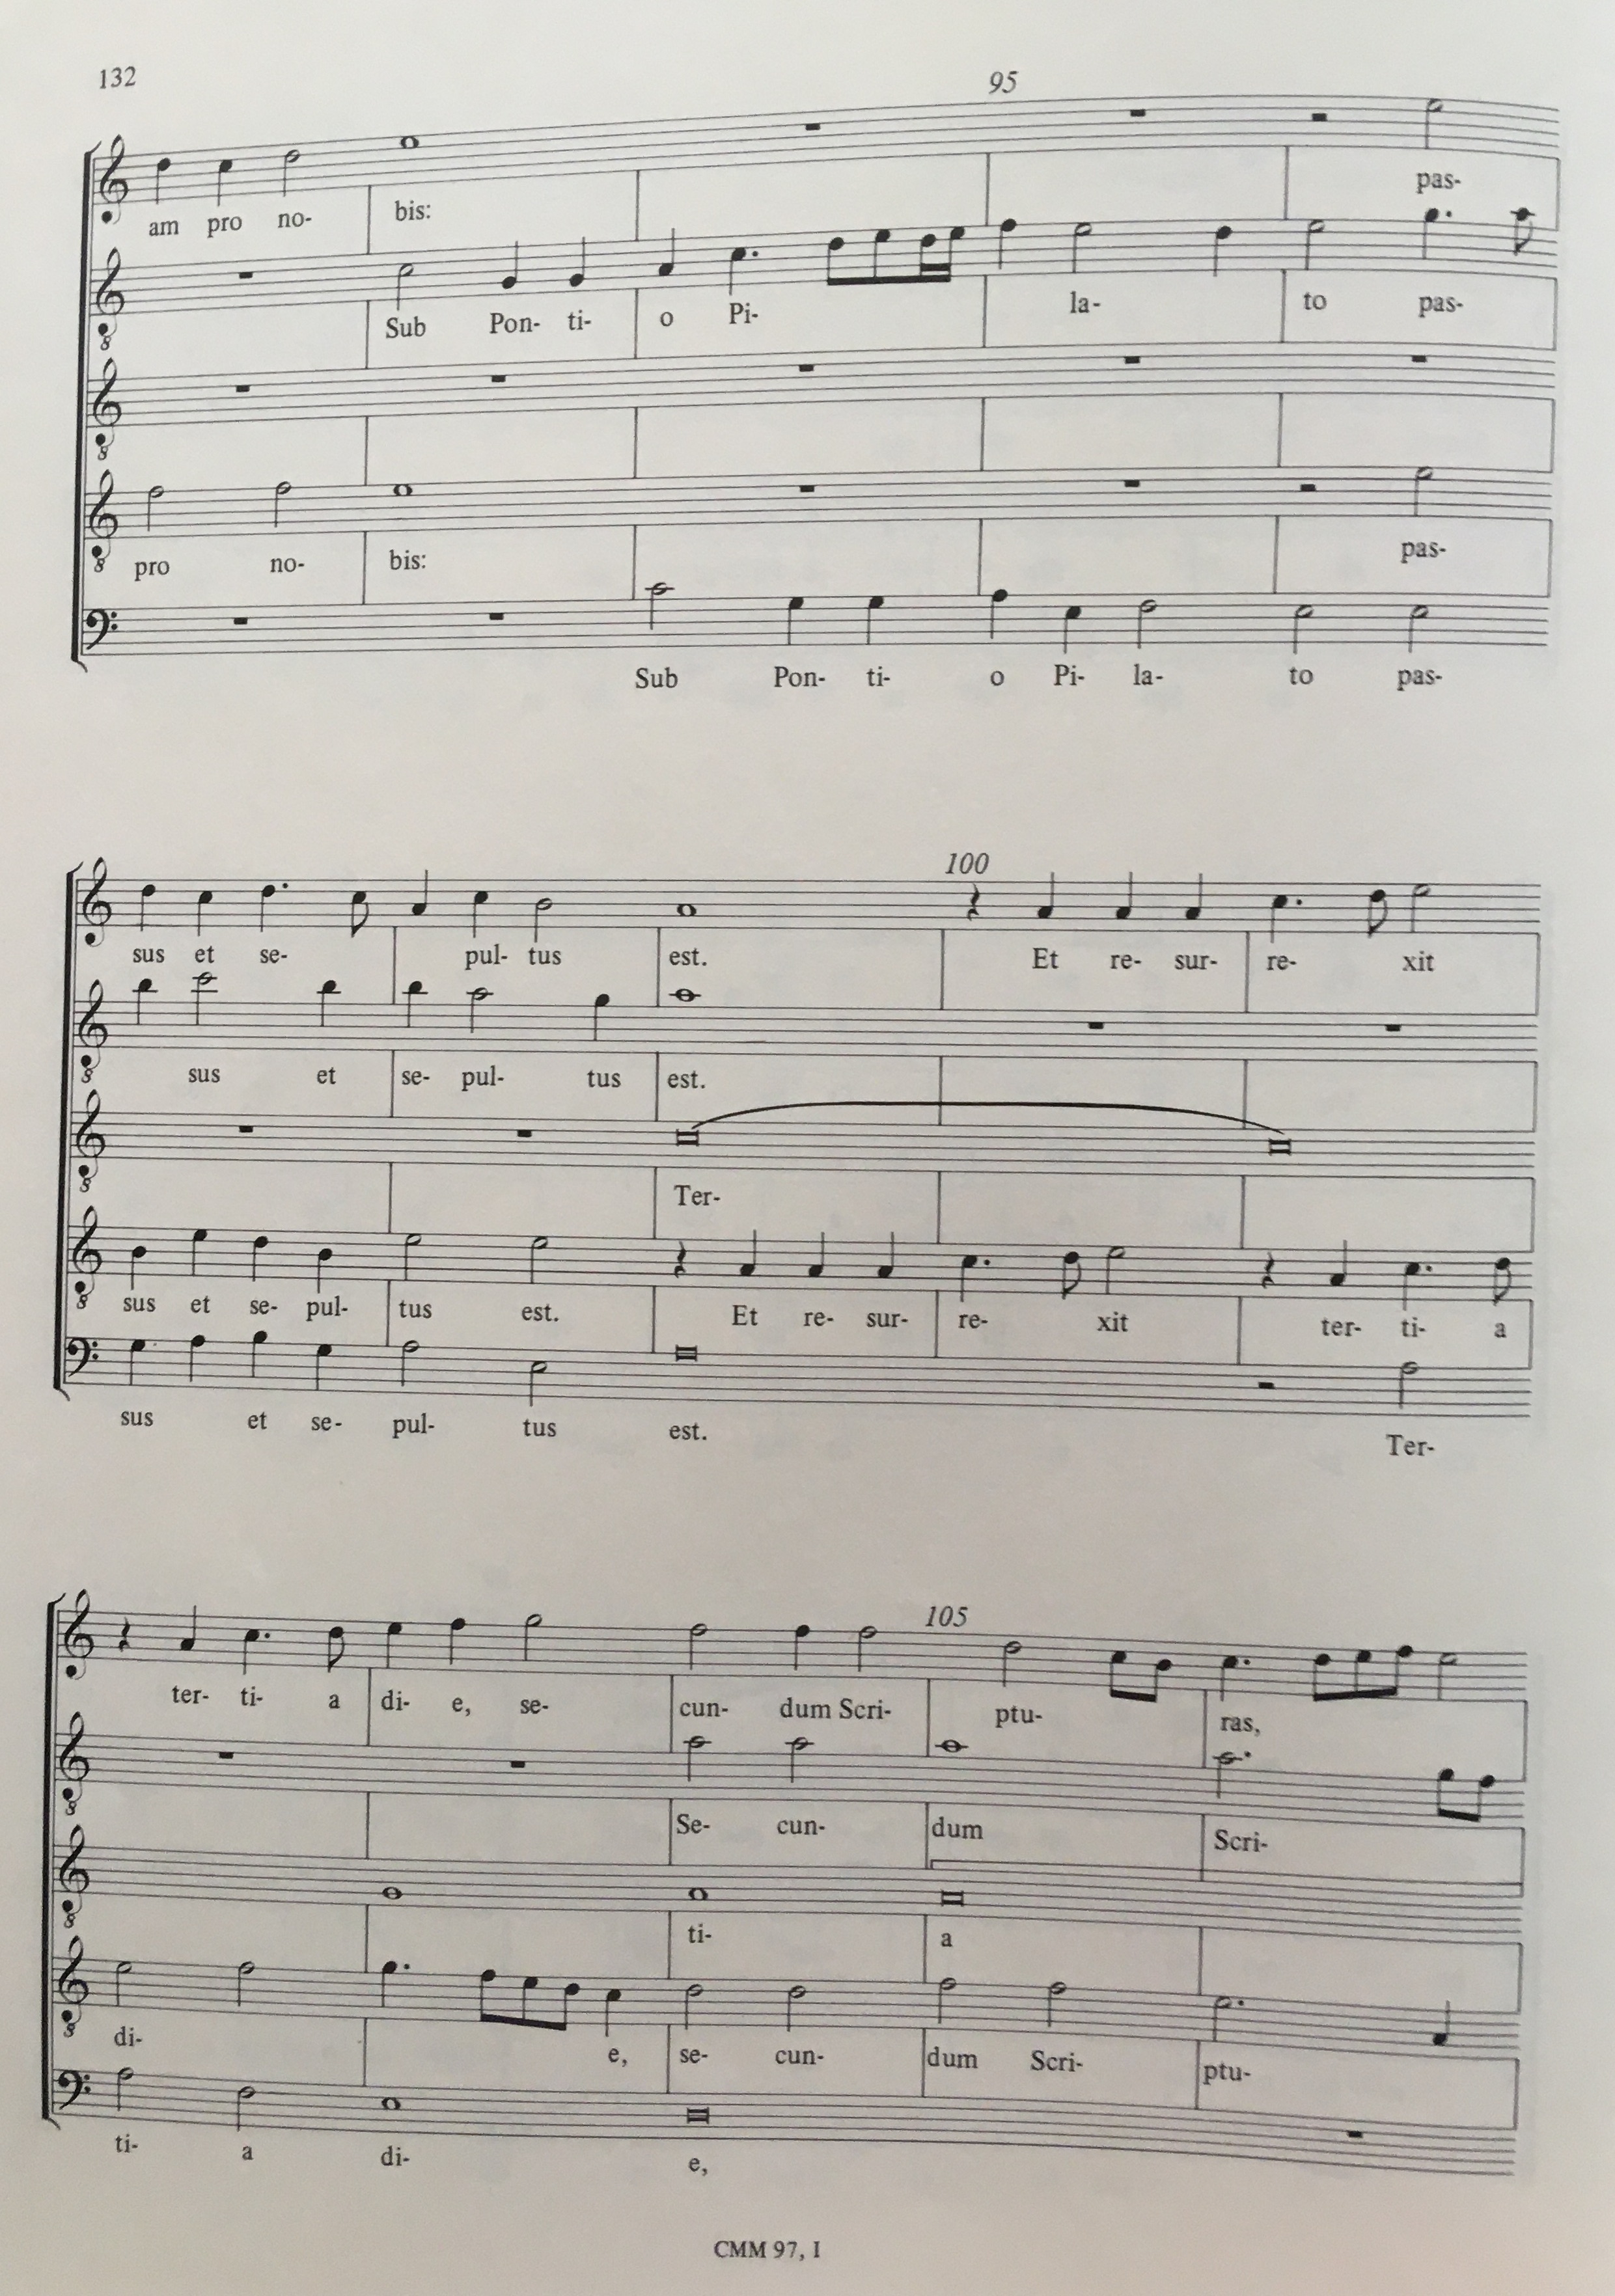 132
95
am pro no- bis: pas-
Sub Pon- ti- o Pi- la- to pas-
pro no- bis: pas-
Sub Pon- ti- o Pi- la- to pas-
100
sus et se- pul- tus est. Et re- sur- re- xit
sus et se- pul- tus est.
Ter-
sus et se- pul- tus est. Et re- sur- re- xit ter- ti- a
sus et se- pul- tus est. Ter-
105
ter- ti- a di- e, se- cun- dum Scri- ptu- ras,
Se- cun- dum Scri-
ti- a
di- e, se- cun- dum Scri- ptu-
ti- a di- e,
CMM 97, I